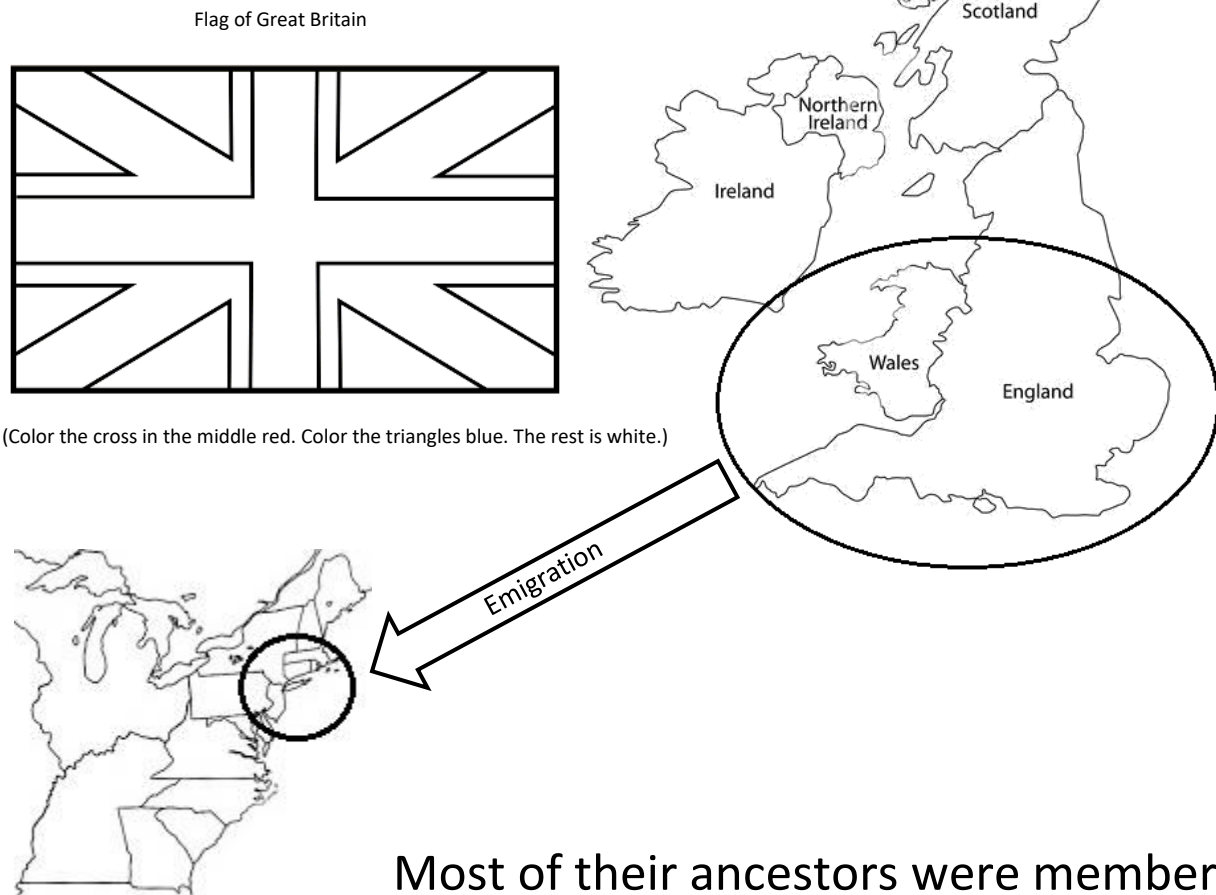 Flag of Great Britain
Scotland
Northern
Ireland
Ireland
Wales
England
(Color the cross in the middle red. Color the triangles blue. The rest is white.)
Emigration
Most of their ancestors were member